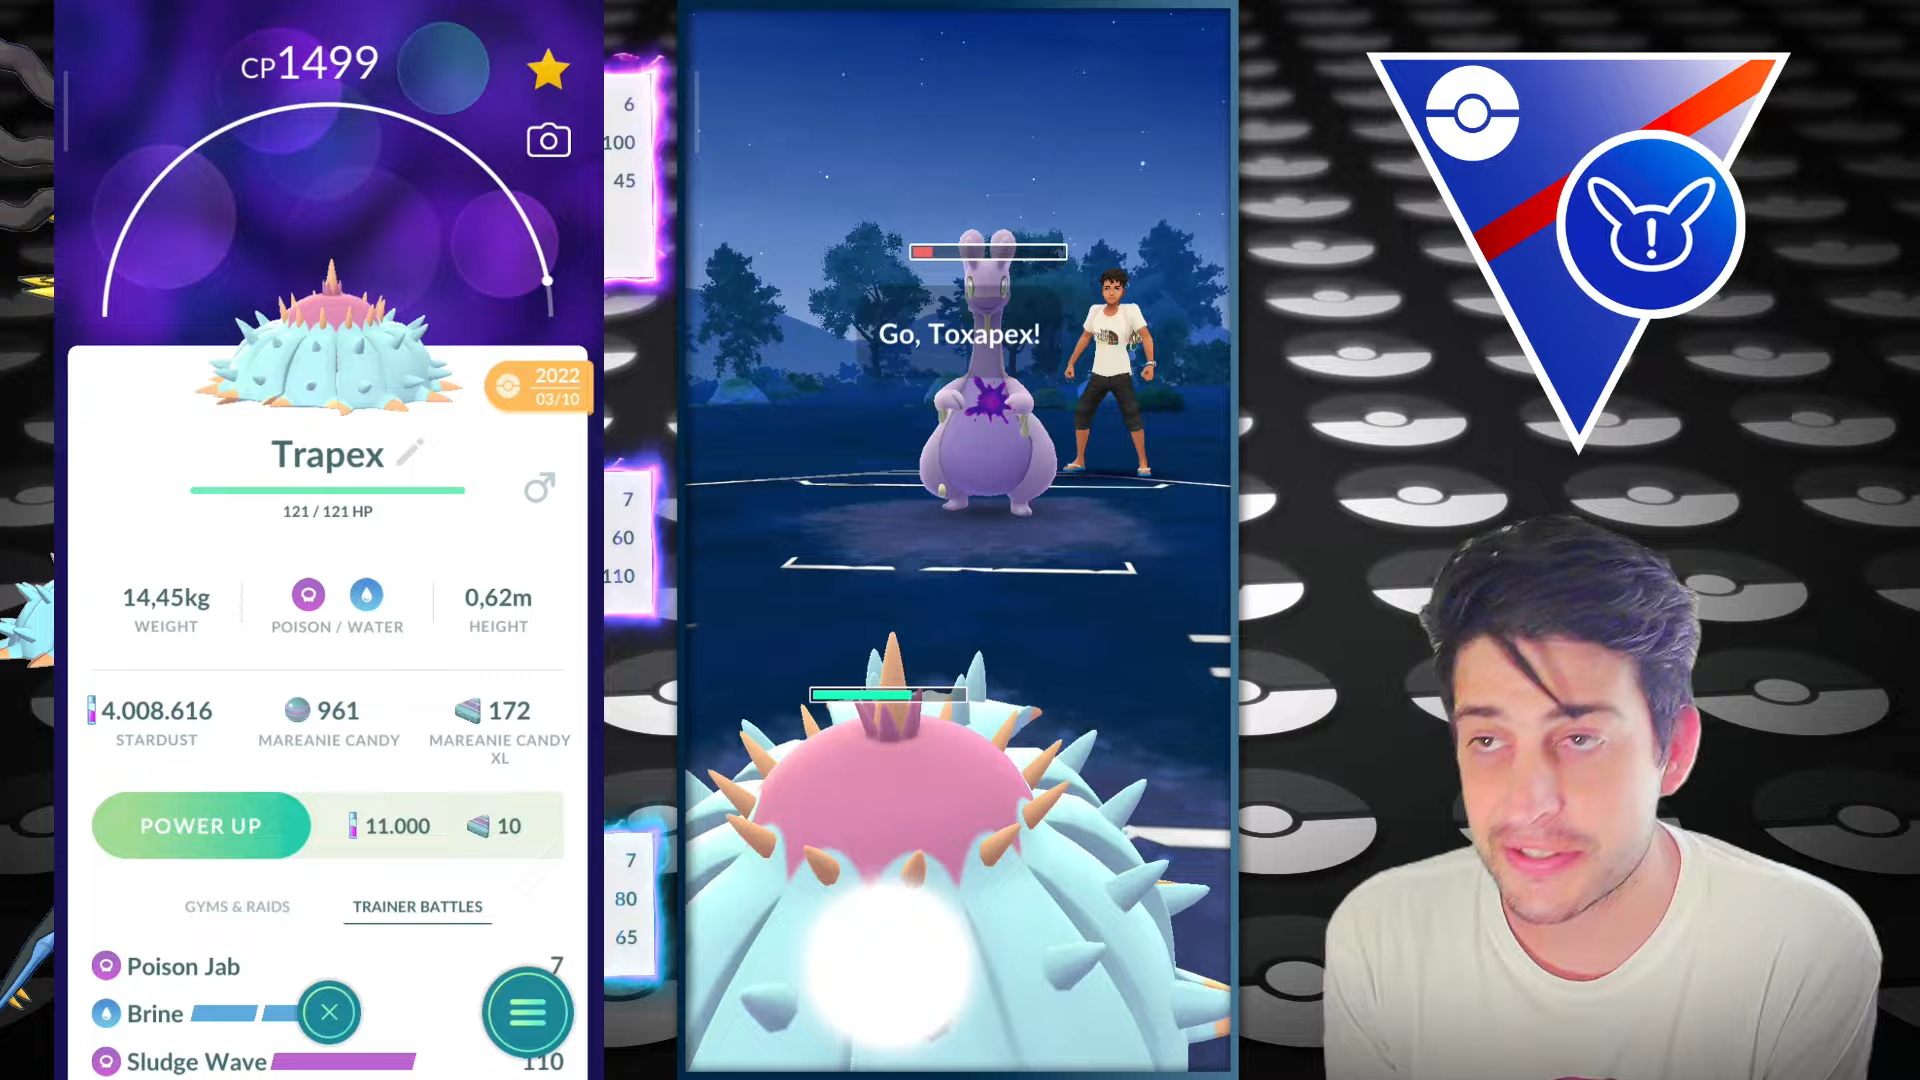 CP1499
2022
03/10
Trapex
121 / 121 HP
14,45kg
WEIGHT
POISON / WATER
0,62m
HEIGHT
4.008.616
STARDUST
961
MAREANIE CANDY
172
MAREANIE CANDY
XL
POWER UP
11.000
10
GYMS & RAIDS
TRAINER BATTLES
Poison Jab
7
Brine
Sludge Wave
110
6
100
45
7
60
110
7
80
65
Go, Toxapex!
!